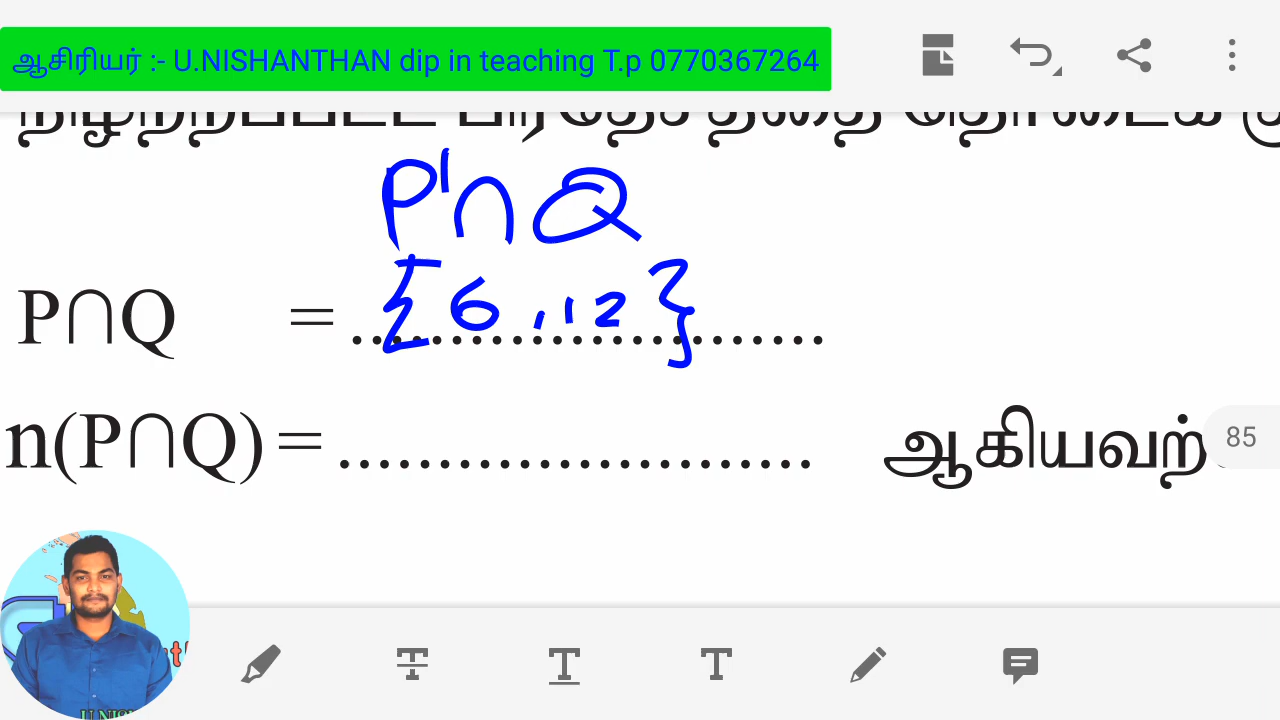 ஆசிரியர் :- U.NISHANTHAN dip in teaching T.p 0770367264
P'∩Q
P∩Q = {6,12}
n(P∩Q) = ....................... ஆகியவற்
85